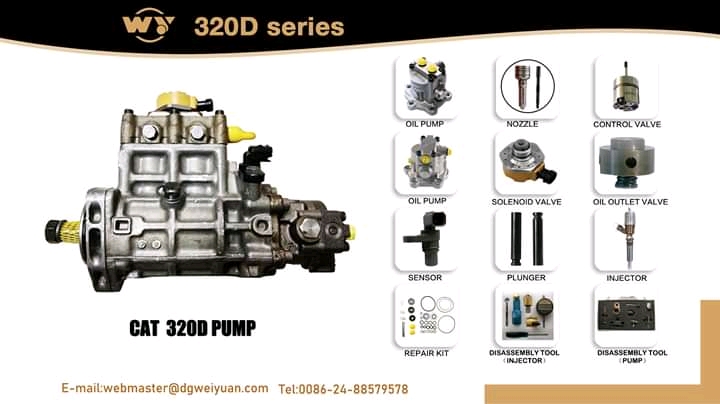 WY 320D series
OIL PUMP
NOZZLE
CONTROL VALVE
OIL PUMP
SOLENOID VALVE
OIL OUTLET VALVE
SENSOR
PLUNGER
INJECTOR
REPAIR KIT
DISASSEMBLY TOOL
(INJECTOR)
DISASSEMBLY TOOL
(PUMP)
CAT 320D PUMP
E-mail:webmaster@dgweiyuan.com Tel:0086-24-88579578